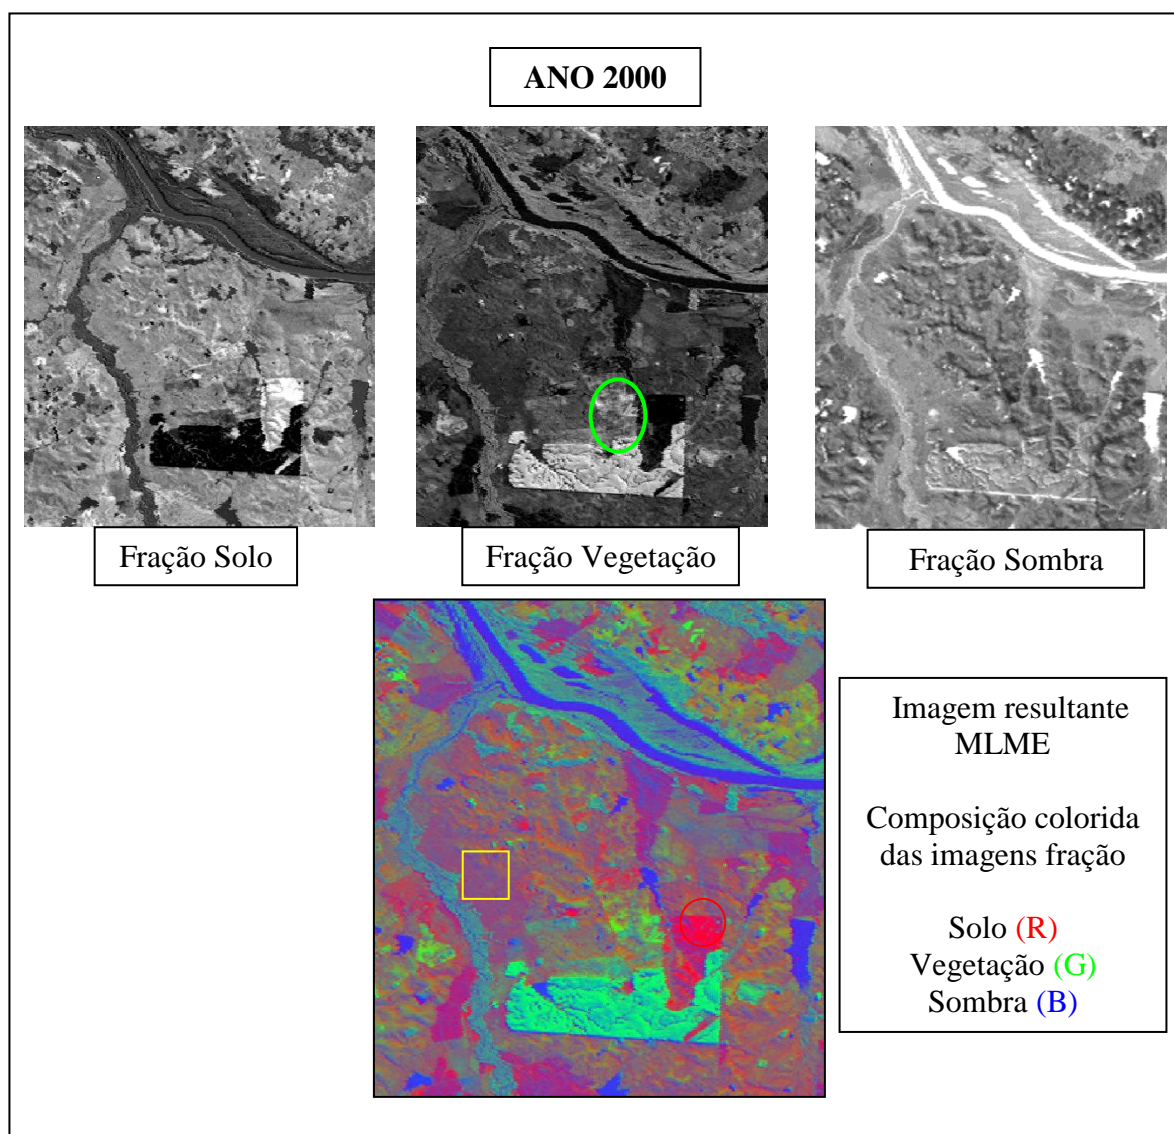 ANO 2000
Fração Solo
Fração Vegetação
Fração Sombra
Imagem resultante
MLME
Composição colorida
das imagens fração
Solo (R)
Vegetação (G)
Sombra (B)